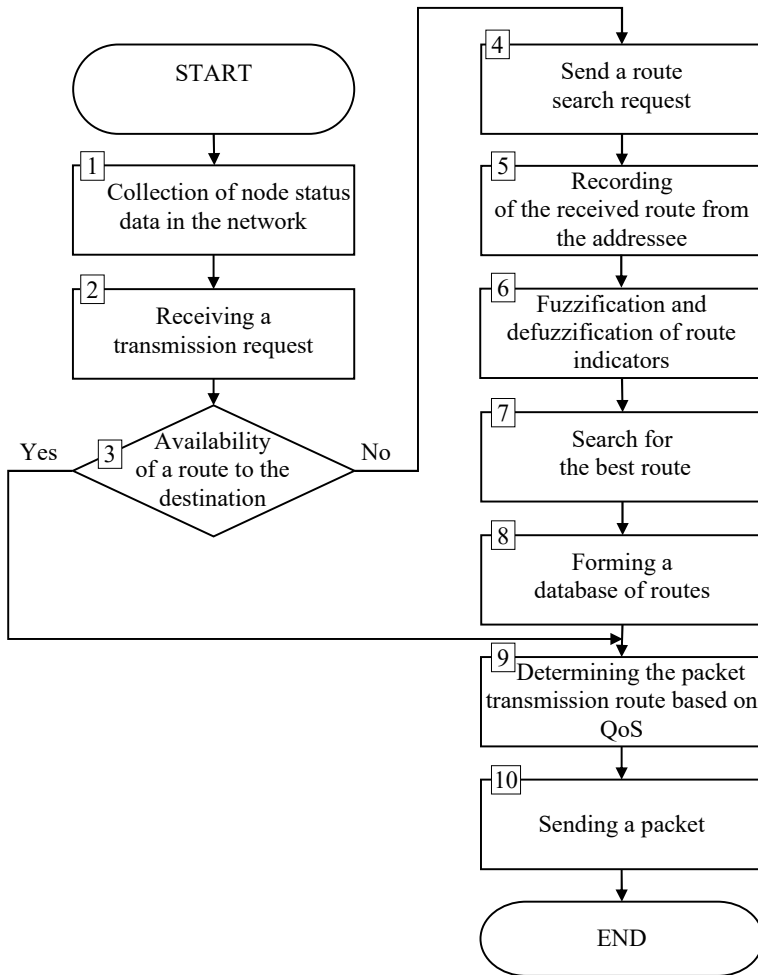 START
1
Collection of node status
data in the network
2
Receiving a
transmission request
3
Availability
of a route to the
destination
Yes
No
4
Send a route
search request
5
Recording
of the received route from
the addressee
6
Fuzzification and
defuzzification of route
indicators
7
Search for
the best route
8
Forming a
database of routes
9
Determining the packet
transmission route based on
QoS
10
Sending a packet
END